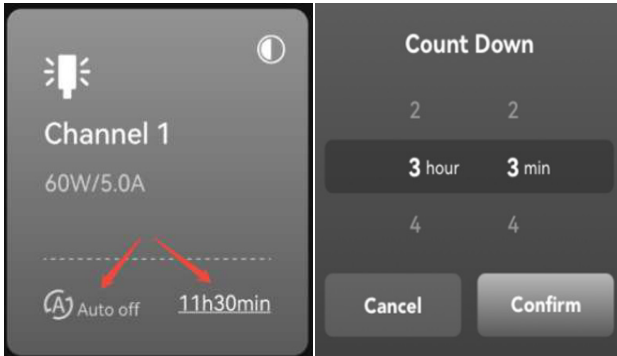 Channel 1
60W/5.0A
A Auto off 11h30min
Count Down
2 2
3 hour 3 min
4 4
Cancel Confirm